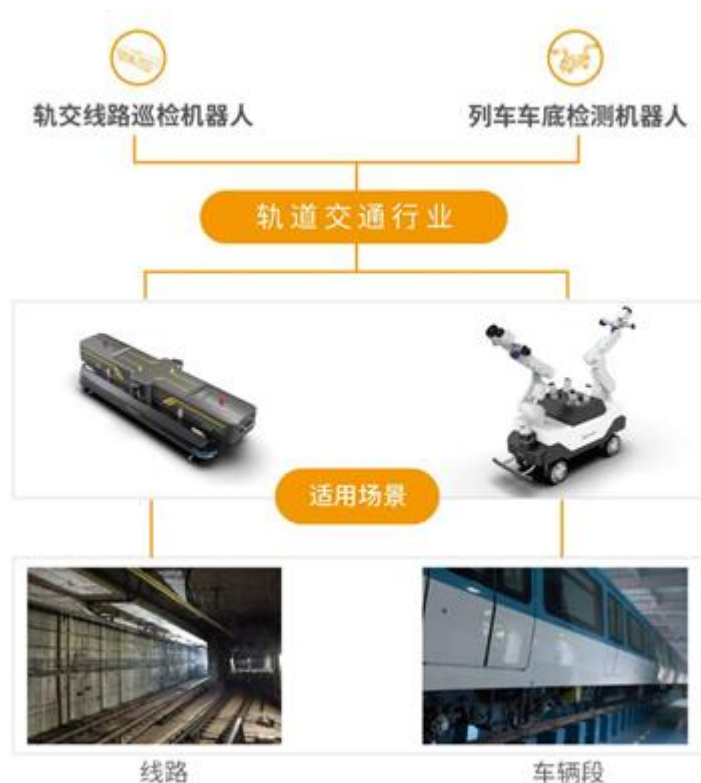 轨交线路巡检机器人
列车车底检测机器人
轨道交通行业
适用场景
线路
车辆段